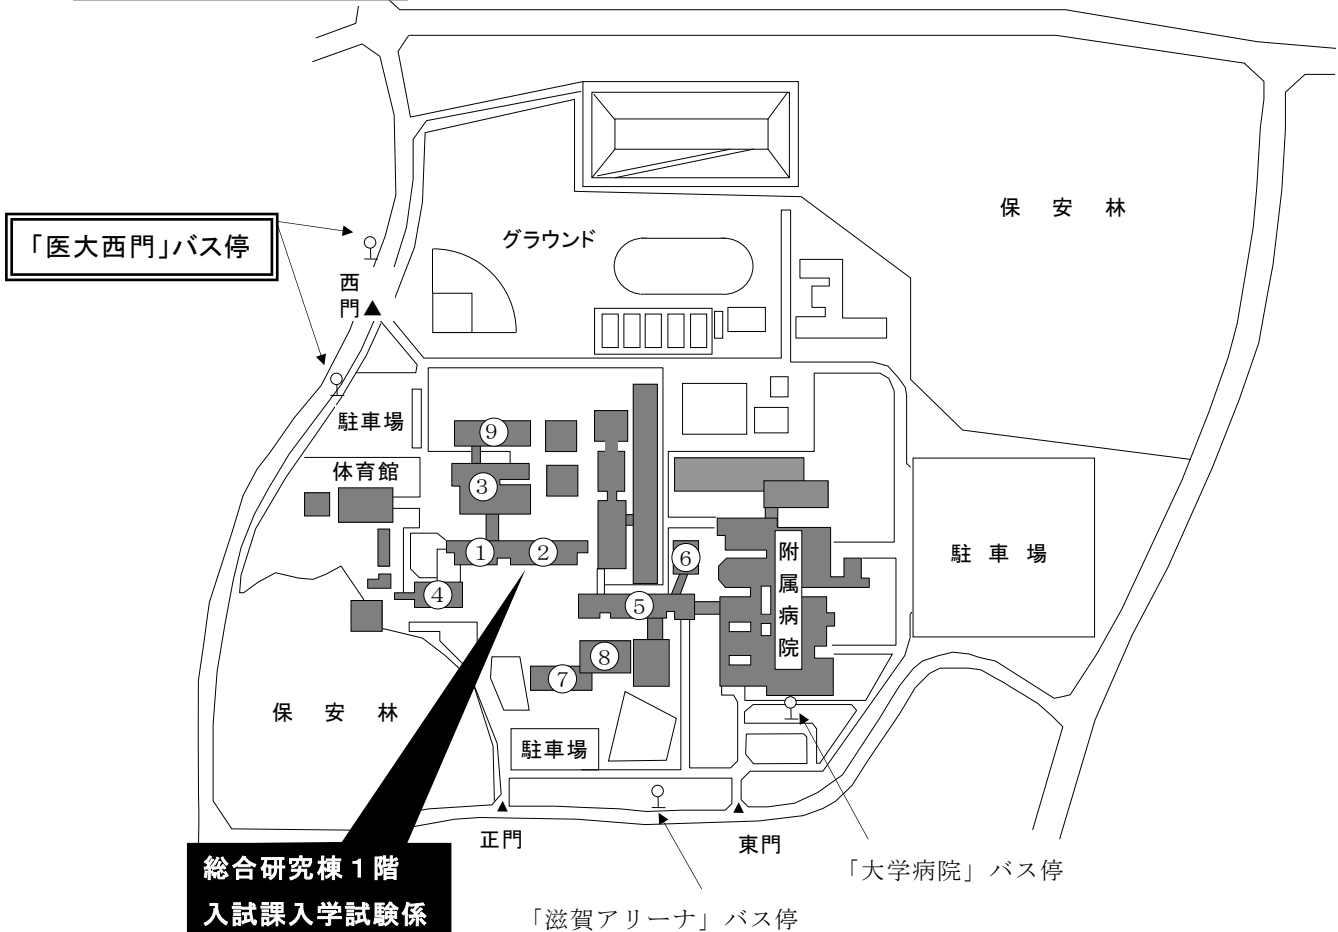 保 安 林
「医大西門」バス停
グラウンド
西
門
駐車場
⑨
体育館
③
①
②
⑥
附
属
病
院
駐 車 場
④
⑤
⑧
⑦
保 安 林
駐車場
正門
東門
総合研究棟１階
入試課入学試験係
「大学病院」バス停
「滋賀アリーナ」バス停